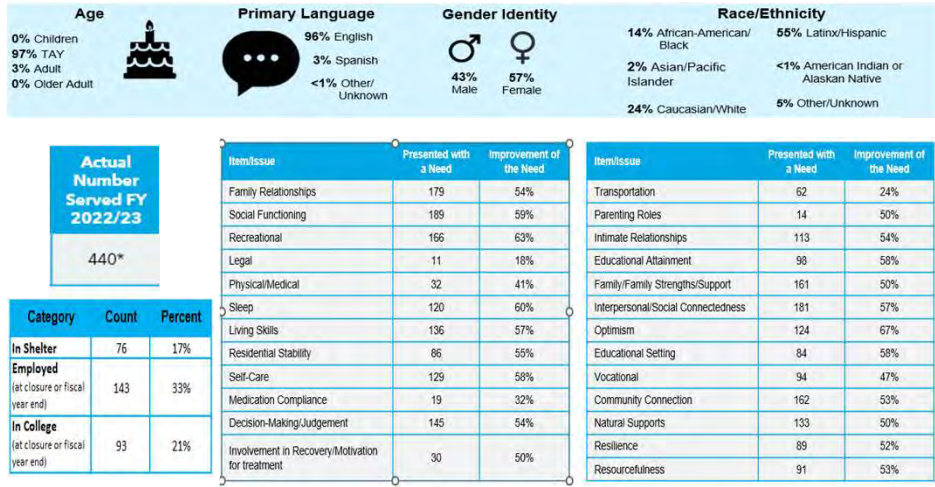 Age
0% Children
97% TAY
3% Adult
0% Older Adult
Primary Language
96% English
3% Spanish
<1% Other/
Unknown
Gender Identity
43%
Male
57%
Female
Race/Ethnicity
14% African-American/
Black
2% Asian/Pacific
Islander
24% Caucasian/White
55% Latinx/Hispanic
<1% American Indian or
Alaskan Native
5% Other/Unknown
Actual
Number
Served FY
2022/23
440*
Category Count Percent
In Shelter 76 17%
Employed
(at closure or fiscal
year end) 143 33%
In College
(at closure or fiscal
year end) 93 21%
Item/Issue Presented with
a Need Improvement of
the Need
Family Relationships 179 54%
Social Functioning 189 59%
Recreational 166 63%
Legal 11 18%
Physical/Medical 32 41%
Sleep 120 60%
Living Skills 136 57%
Residential Stability 86 55%
Self-Care 129 58%
Medication Compliance 19 32%
Decision-Making/Judgement 145 54%
Involvement in Recovery/Motivation
for treatment 30 50%
Item/Issue Presented with
a Need Improvement of
the Need
Transportation 62 24%
Parenting Roles 14 50%
Intimate Relationships 113 54%
Educational Attainment 98 58%
Family/Family Strengths/Support 161 50%
Interpersonal/Social Connectedness 181 57%
Optimism 124 67%
Educational Setting 84 58%
Vocational 94 47%
Community Connection 162 53%
Natural Supports 133 50%
Resilience 89 52%
Resourcefulness 91 53%